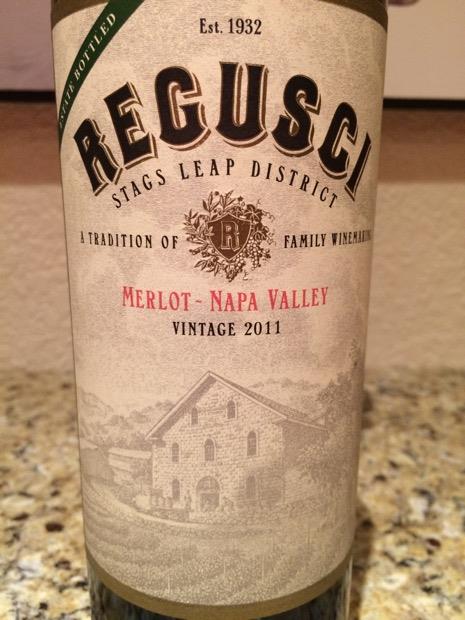 Est. 1932
ESTATE BOTTLED
REGUSCI
STAGS LEAP DISTRICT
A TRADITION OF R FAMILY WINEMAKING
MERLOT - NAPA VALLEY
VINTAGE 2011